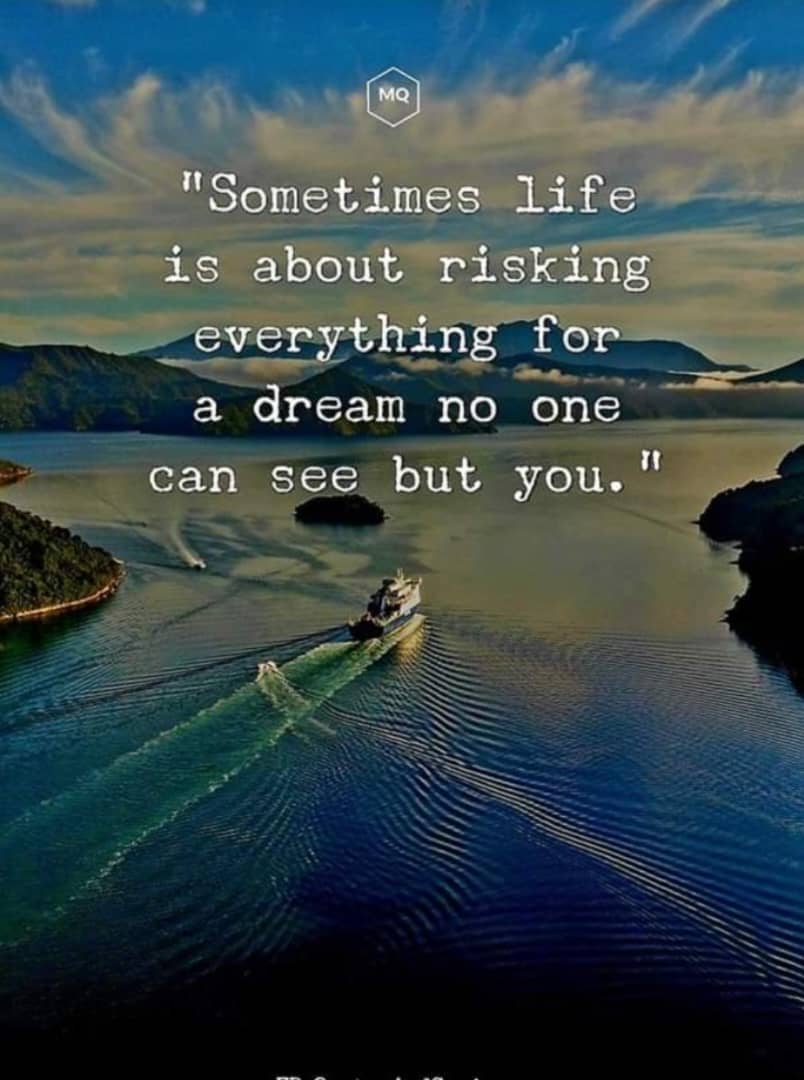 MQ
"Sometimes life
is about risking
everything for
a dream no one
can see but you."